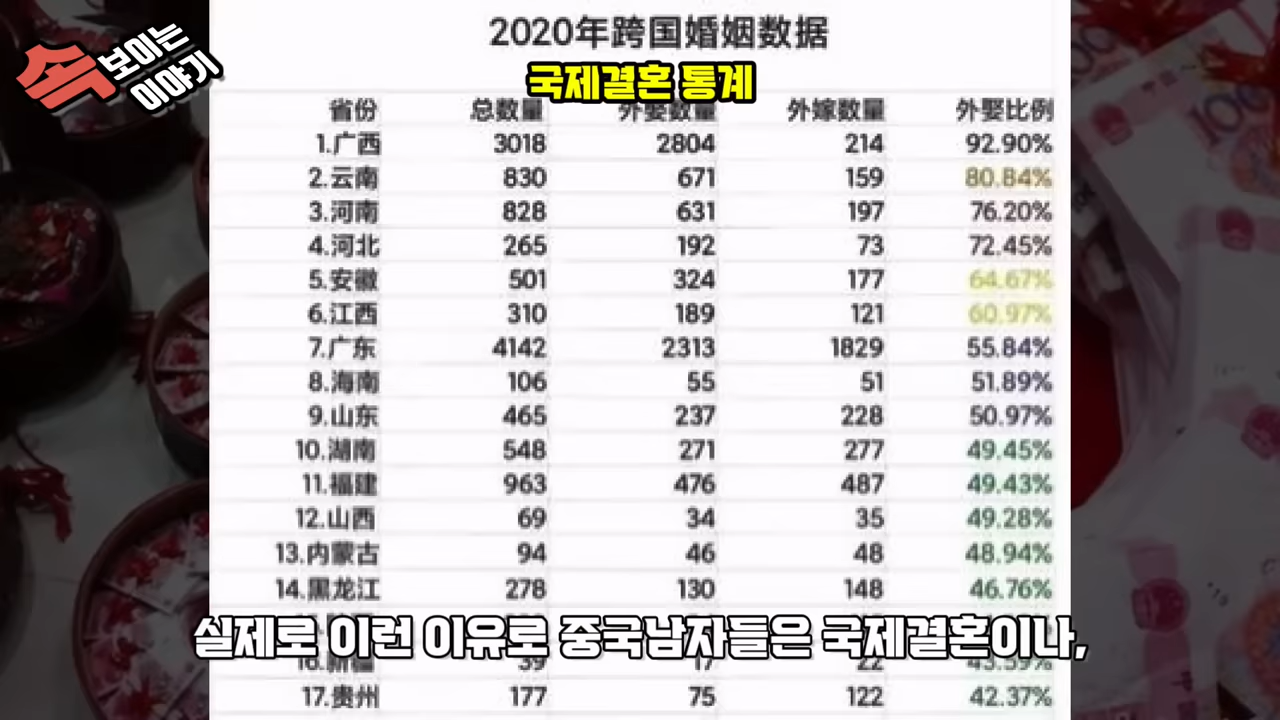 속 보이는 이야기
2020年跨国婚姻数据
국제결혼 통계
省份 总数量 外娶数量 外嫁数量 外娶比例
1.广西 3018 2804 214 92.90%
2.云南 830 671 159 80.84%
3.河南 828 631 197 76.20%
4.河北 265 192 73 72.45%
5.安徽 501 324 177 64.67%
6.江西 310 189 121 60.97%
7.广东 4142 2313 1829 55.84%
8.海南 106 55 51 51.89%
9.山东 465 237 228 50.97%
10.湖南 548 271 277 49.45%
11.福建 963 476 487 49.43%
12.山西 69 34 35 49.28%
13.内蒙古 94 46 48 48.94%
14.黑龙江 278 130 148 46.76%
실제로 이런 이유로 중국남자들은 국제결혼이나,
16.新疆 39 17 22 43.59%
17.贵州 177 75 122 42.37%